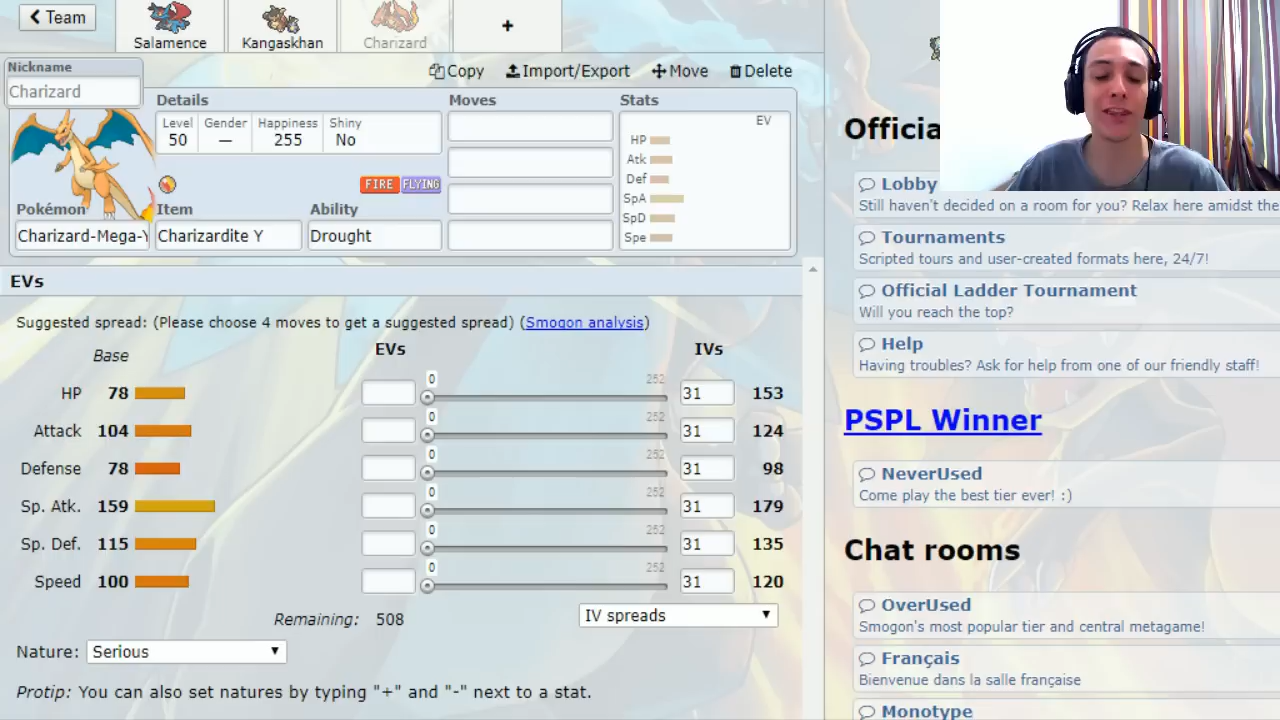 Team
Salamence
Kangaskhan
Charizard
+
Nickname
Charizard
Copy
Import/Export
Move
Delete
Details
Moves
Stats
Level
Gender
Happiness
Shiny
50
—
255
No
EV
HP
Atk
Def
SpA
SpD
Spe
FIRE
FLYING
Pokémon
Item
Ability
Charizard-Mega-Y
Charizardite Y
Drought
EVs
Suggested spread: (Please choose 4 moves to get a suggested spread) (Smogon analysis)
Base
EVs
IVs
HP 78 0 252 31 153
Attack 104 0 252 31 124
Defense 78 0 252 31 98
Sp. Atk. 159 0 252 31 179
Sp. Def. 115 0 252 31 135
Speed 100 0 252 31 120
Remaining: 508
IV spreads
Nature: Serious
Protip: You can also set natures by typing "+" and "-" next to a stat.
Officia
Lobby
Still haven't decided on a room for you? Relax here amidst the
Tournaments
Scripted tours and user-created formats here, 24/7!
Official Ladder Tournament
Will you reach the top?
Help
Having troubles? Ask for help from one of our friendly staff!
PSPL Winner
NeverUsed
Come play the best tier ever! :)
Chat rooms
OverUsed
Smogon's most popular tier and central metagame!
Français
Bienvenue dans la salle française
Monotype